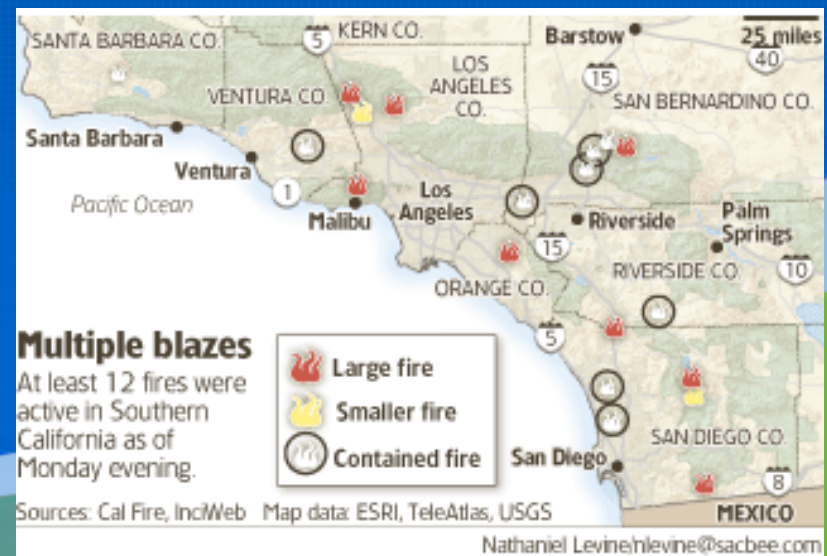 SANTA BARBARA CO.
5
KERN CO.
Barstow
25 miles
40
15
LOS
ANGELES
CO.
VENTURA CO.
SAN BERNARDINO CO.
Santa Barbara
Ventura
1
Pacific Ocean
Malibu
Los
Angeles
Riverside
Palm
Springs
15
RIVERSIDE CO.
10
ORANGE CO.
5
Multiple blazes
At least 12 fires were
active in Southern
California as of
Monday evening.
Large fire
Smaller fire
Contained fire
San Diego
SAN DIEGO CO.
8
MEXICO
Sources: Cal Fire, InciWeb Map data: ESRI, TeleAtlas, USGS
Nathaniel Levine/nlevine@sacbee.com